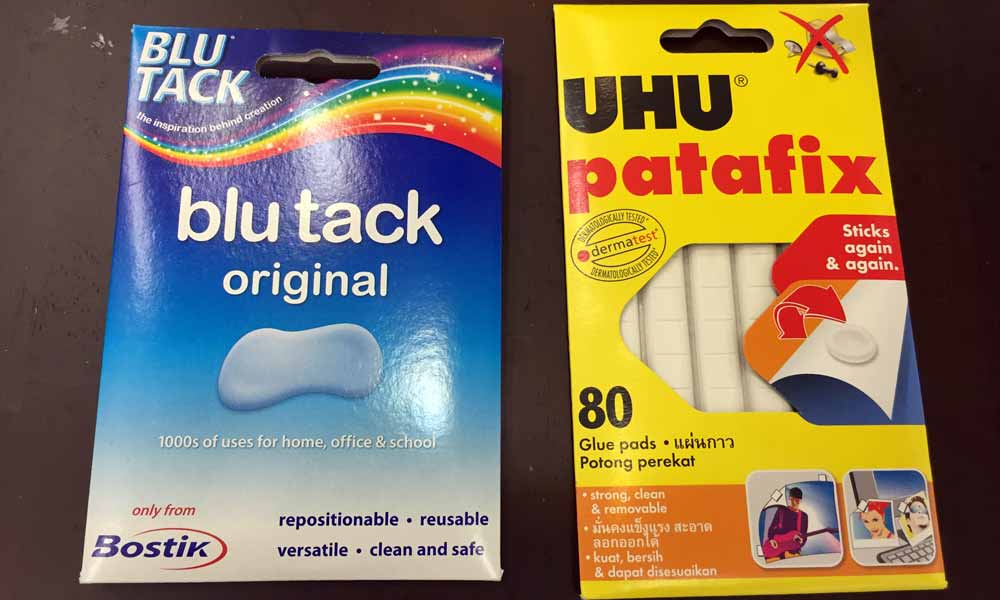 BLU
TACK
the inspiration behind creation
blu tack
original
1000s of uses for home, office & school
only from
Bostik
repositionable • reusable
versatile • clean and safe
UHU®
patafix
DERMATOLOGICALLY TESTED
dermatest®
DERMATOLOGICALLY TESTED
Sticks
again
& again.
80
Glue pads • แผ่นกาว
Potong perekat
• strong, clean
& removable
• มั่นคงแข็งแรง สะอาด
ลอกออกได้
• kuat, bersih
& dapat disesuaikan